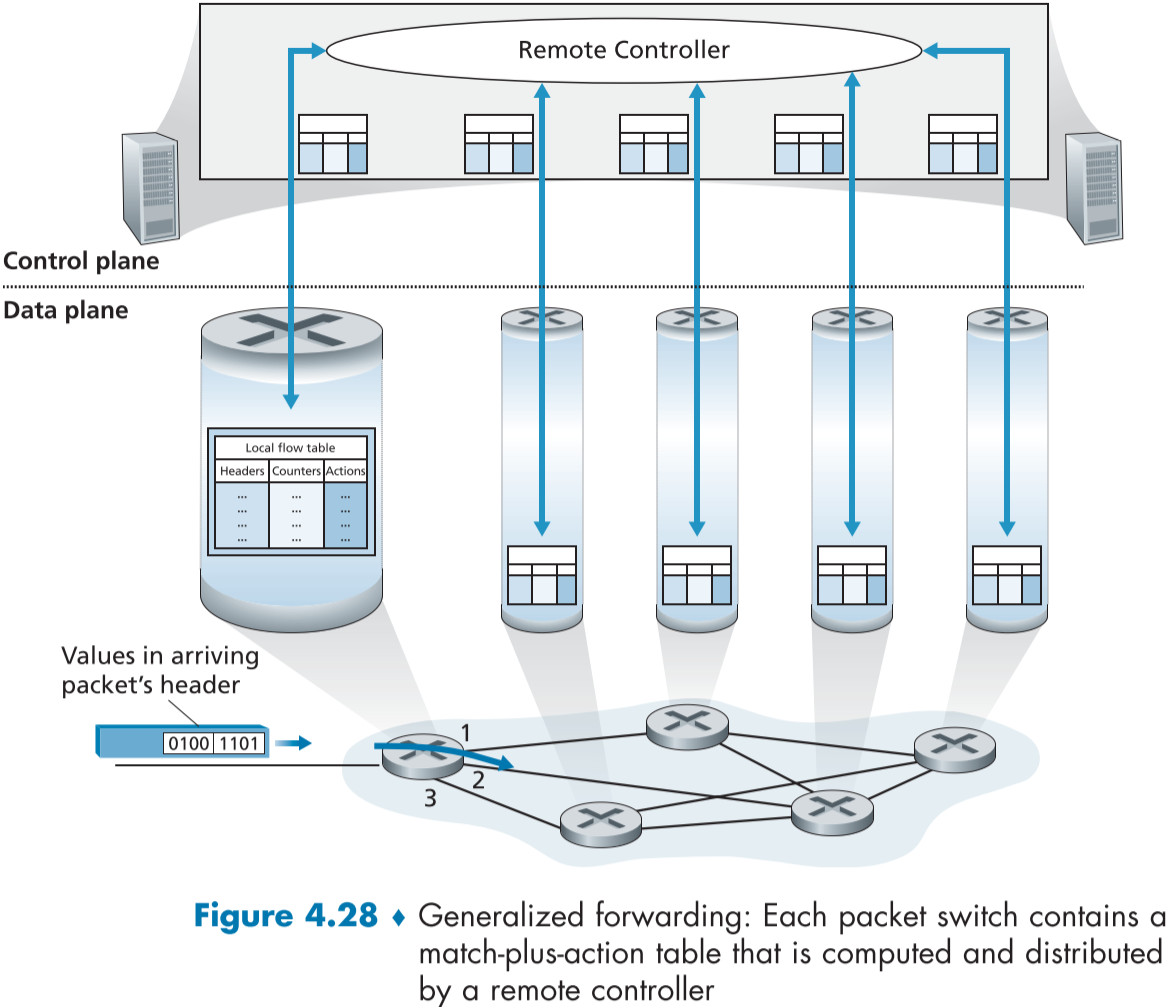 Remote Controller
Control plane
Data plane
Local flow table
Headers Counters Actions
... ... ...
... ... ...
... ... ...
... ... ...
Values in arriving
packet's header
0100 1101
1
2
3
Figure 4.28 ♦ Generalized forwarding: Each packet switch contains a
match-plus-action table that is computed and distributed
by a remote controller